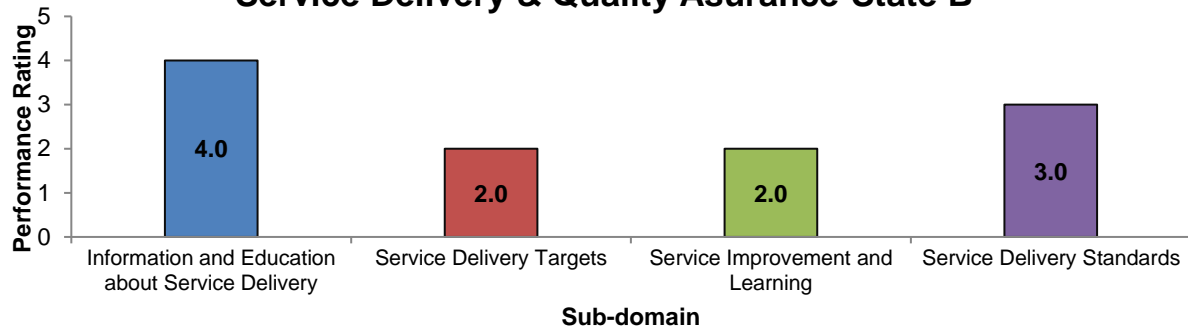 Service Delivery & Quality Asurance-State B
Performance Rating
5
4
3
2
1
0
4.0
2.0
2.0
3.0
Information and Education
about Service Delivery
Service Delivery Targets
Service Improvement and
Learning
Service Delivery Standards
Sub-domain